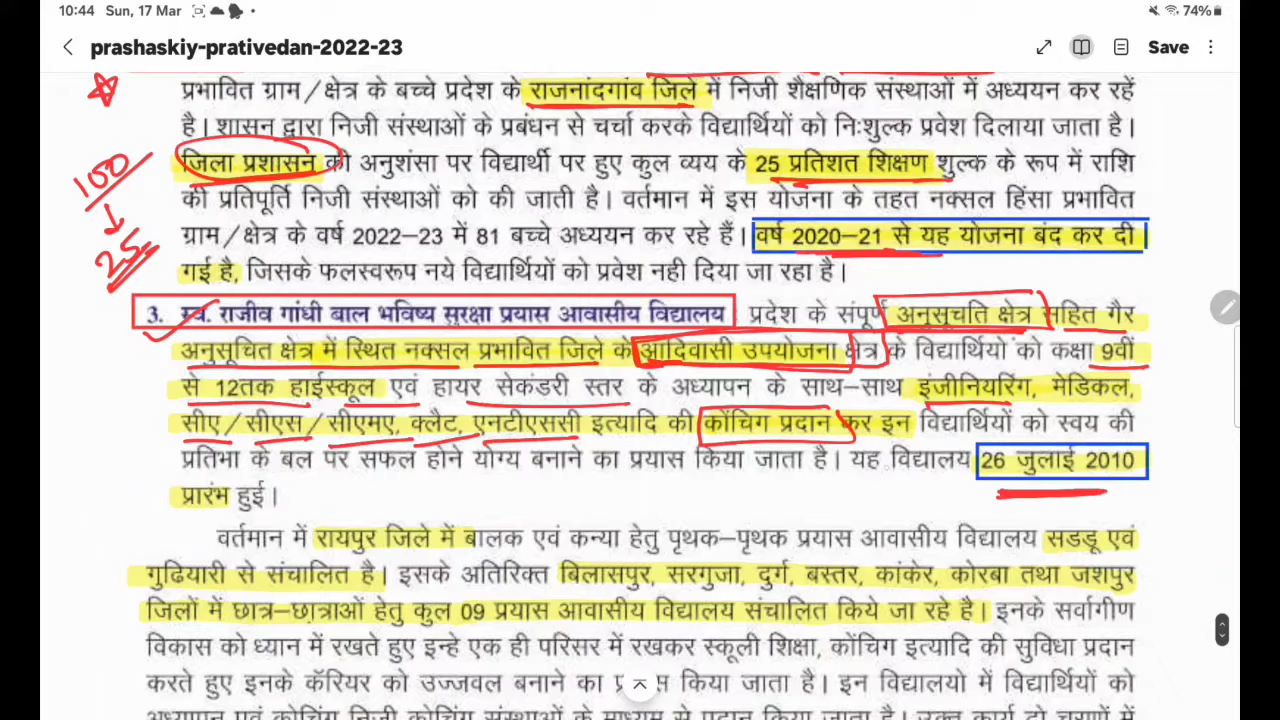 10:44 Sun, 17 Mar
74%
prashaskiy-prativedan-2022-23
Save
प्रभावित ग्राम/क्षेत्र के बच्चे प्रदेश के राजनांदगांव जिले में निजी शैक्षणिक संस्थाओं में अध्ययन कर रहें
है। शासन द्वारा निजी संस्थाओं के प्रबंधन से चर्चा करके विद्यार्थियों को निःशुल्क प्रवेश दिलाया जाता है।
जिला प्रशासन की अनुशंसा पर विद्यार्थी पर हुए कुल व्यय के 25 प्रतिशत शिक्षण शुल्क के रूप में राशि
100
की प्रतिपूर्ति निजी संस्थाओं को की जाती है। वर्तमान में इस योजना के तहत नक्सल हिंसा प्रभावित
ग्राम/क्षेत्र के वर्ष 2022–23 में 81 बच्चे अध्ययन कर रहे हैं। वर्ष 2020–21 से यह योजना बंद कर दी
25
गई है, जिसके फलस्वरूप नये विद्यार्थियों को प्रवेश नही दिया जा रहा है।
3. स्व. राजीव गांधी बाल भविष्य सुरक्षा प्रयास आवासीय विद्यालय प्रदेश के संपूर्ण अनुसूचति क्षेत्र सहित गैर
अनुसूचित क्षेत्र में स्थित नक्सल प्रभावित जिले के आदिवासी उपयोजना क्षेत्र के विद्यार्थियों को कक्षा 9वीं
से 12तक हाईस्कूल एवं हायर सेकंडरी स्तर के अध्यापन के साथ–साथ इंजीनियरिंग, मेडिकल,
सीए/सीएस/सीएमए, क्लैट, एनटीएससी इत्यादि की कोंचिग प्रदान कर इन विद्यार्थियों को स्वय की
प्रतिभा के बल पर सफल होने योग्य बनाने का प्रयास किया जाता है। यह विद्यालय 26 जुलाई 2010
प्रारंभ हुई।
वर्तमान में रायपुर जिले में बालक एवं कन्या हेतु पृथक–पृथक प्रयास आवासीय विद्यालय सडडू एवं
गुढियारी से संचालित है। इसके अतिरिक्त बिलासपुर, सरगुजा, दुर्ग, बस्तर, कांकेर, कोरबा तथा जशपुर
जिलों में छात्र–छात्राओं हेतु कुल 09 प्रयास आवासीय विद्यालय संचालित किये जा रहे है। इनके सर्वागीण
विकास को ध्यान में रखते हुए इन्हे एक ही परिसर में रखकर स्कूली शिक्षा, कोंचिग इत्यादि की सुविधा प्रदान
करते हुए इनके कॅरियर को उज्जवल बनाने का किया जाता है। इन विद्यालयो में विद्यार्थियों को
अध्यापन एवं कोचिंग निजी कोचिंग संस्थाओं के माध्यम से प्रदान किया जाता है। उक्त कार्य दो चरणों में